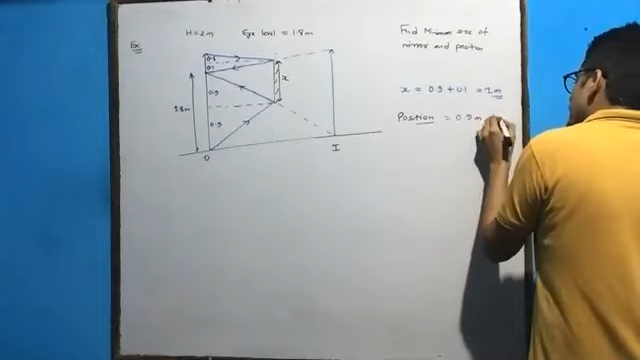 Ex:
H = 2m Eye level = 1.8m
Find Minimum size of
mirror and position
0.1
0.1
x
0.9
1.8m
0.9
O
I
x = 0.9 + 0.1 = 1m
Position = 0.9m